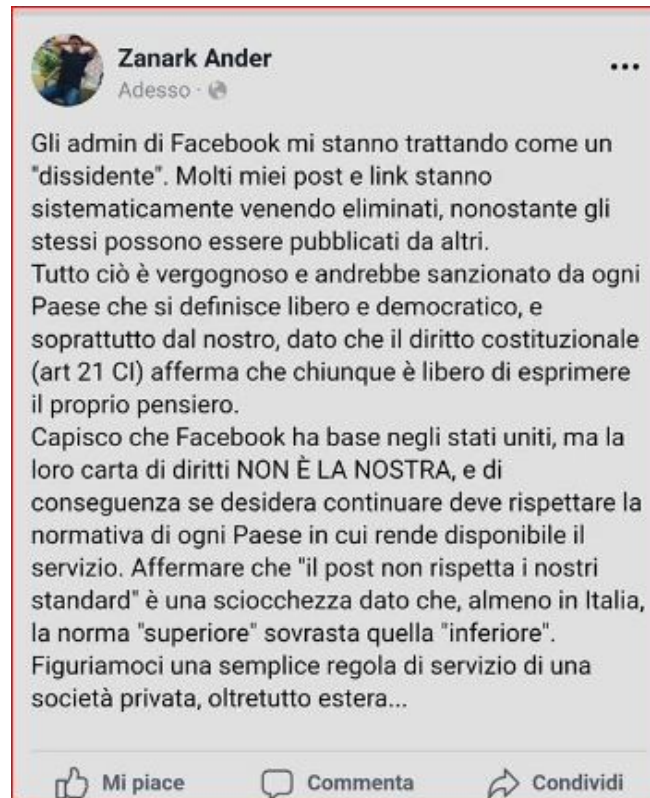 Zanark Ander
Adesso ·
Gli admin di Facebook mi stanno trattando come un
"dissidente". Molti miei post e link stanno
sistematicamente venendo eliminati, nonostante gli
stessi possono essere pubblicati da altri.
Tutto ciò è vergognoso e andrebbe sanzionato da ogni
Paese che si definisce libero e democratico, e
soprattutto dal nostro, dato che il diritto costituzionale
(art 21 CI) afferma che chiunque è libero di esprimere
il proprio pensiero.
Capisco che Facebook ha base negli stati uniti, ma la
loro carta di diritti NON È LA NOSTRA, e di
conseguenza se desidera continuare deve rispettare la
normativa di ogni Paese in cui rende disponibile il
servizio. Affermare che "il post non rispetta i nostri
standard" è una sciocchezza dato che, almeno in Italia,
la norma "superiore" sovrasta quella "inferiore".
Figuriamoci una semplice regola di servizio di una
società privata, oltretutto estera...
Mi piace Commenta Condividi